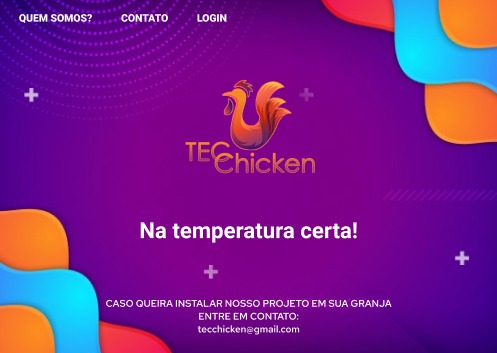 QUEM SOMOS? CONTATO LOGIN
TEC
Chicken
Na temperatura certa!
CASO QUEIRA INSTALAR NOSSO PROJETO EM SUA GRANJA
ENTRE EM CONTATO:
tecchicken@gmail.com